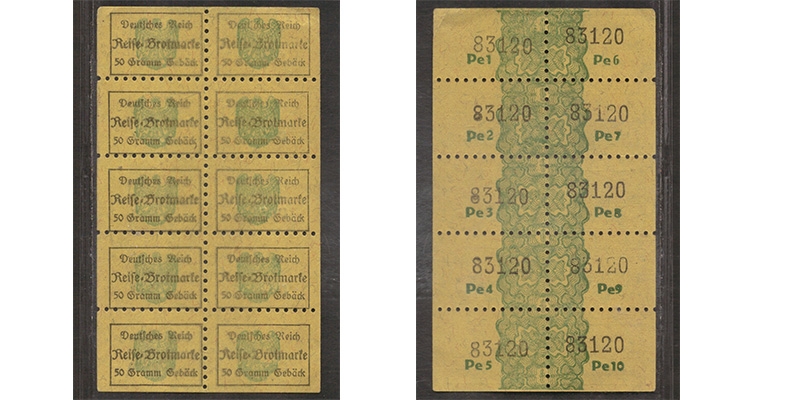 Deutsches Reich
Reise-Brotmarke
50 Gramm Gebäck
Deutsches Reich
Reise-Brotmarke
50 Gramm Gebäck
Deutsches Reich
Reise-Brotmarke
50 Gramm Gebäck
Deutsches Reich
Reise-Brotmarke
50 Gramm Gebäck
Deutsches Reich
Reise-Brotmarke
50 Gramm Gebäck
Deutsches Reich
Reise-Brotmarke
50 Gramm Gebäck
Deutsches Reich
Reise-Brotmarke
50 Gramm Gebäck
Deutsches Reich
Reise-Brotmarke
50 Gramm Gebäck
Deutsches Reich
Reise-Brotmarke
50 Gramm Gebäck
Deutsches Reich
Reise-Brotmarke
50 Gramm Gebäck
83120
Pe1
83120
Pe6
83120
Pe2
83120
Pe7
83120
Pe3
83120
Pe8
83120
Pe4
83120
Pe9
83120
Pe5
83120
Pe10